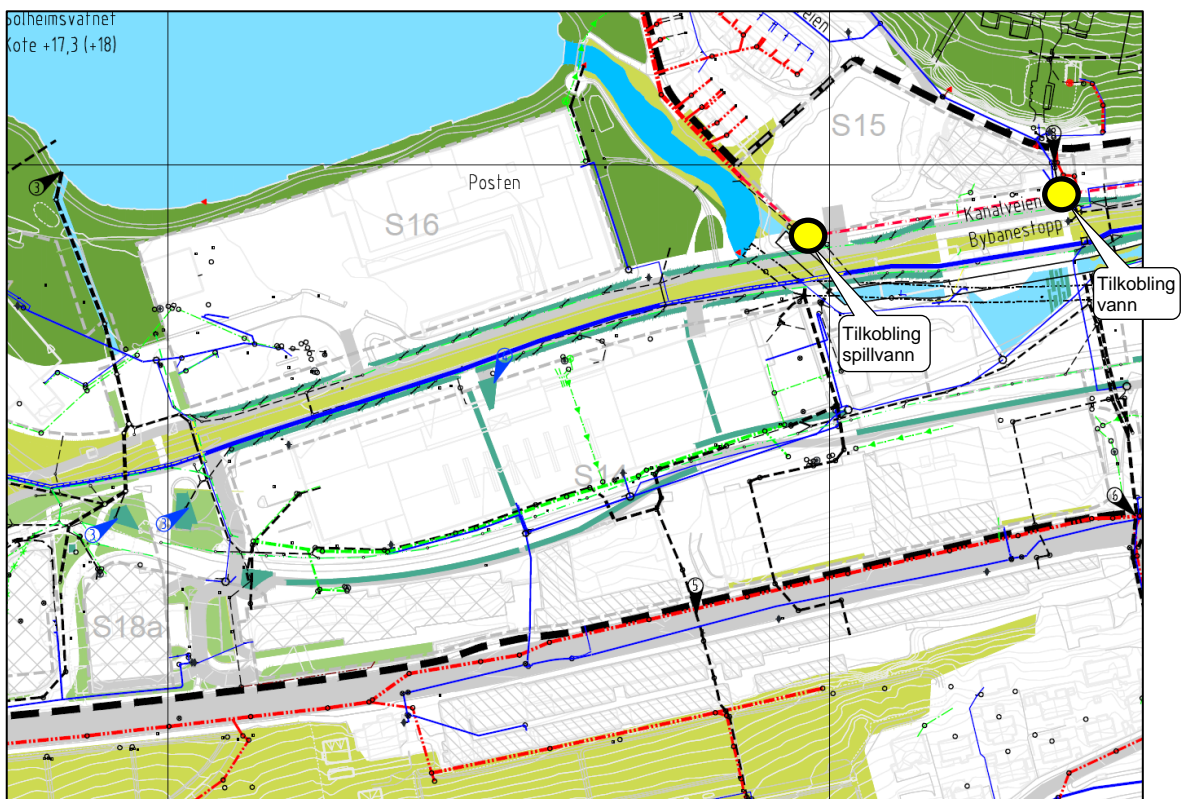 Solheimsvatnet
Kote +17,3 (+18)
S15
Posten
S16
3
Kanalveien
Bybanestopp
Tilkobling
vann
Tilkobling
spillvann
S14
6
3
3
5
S18a